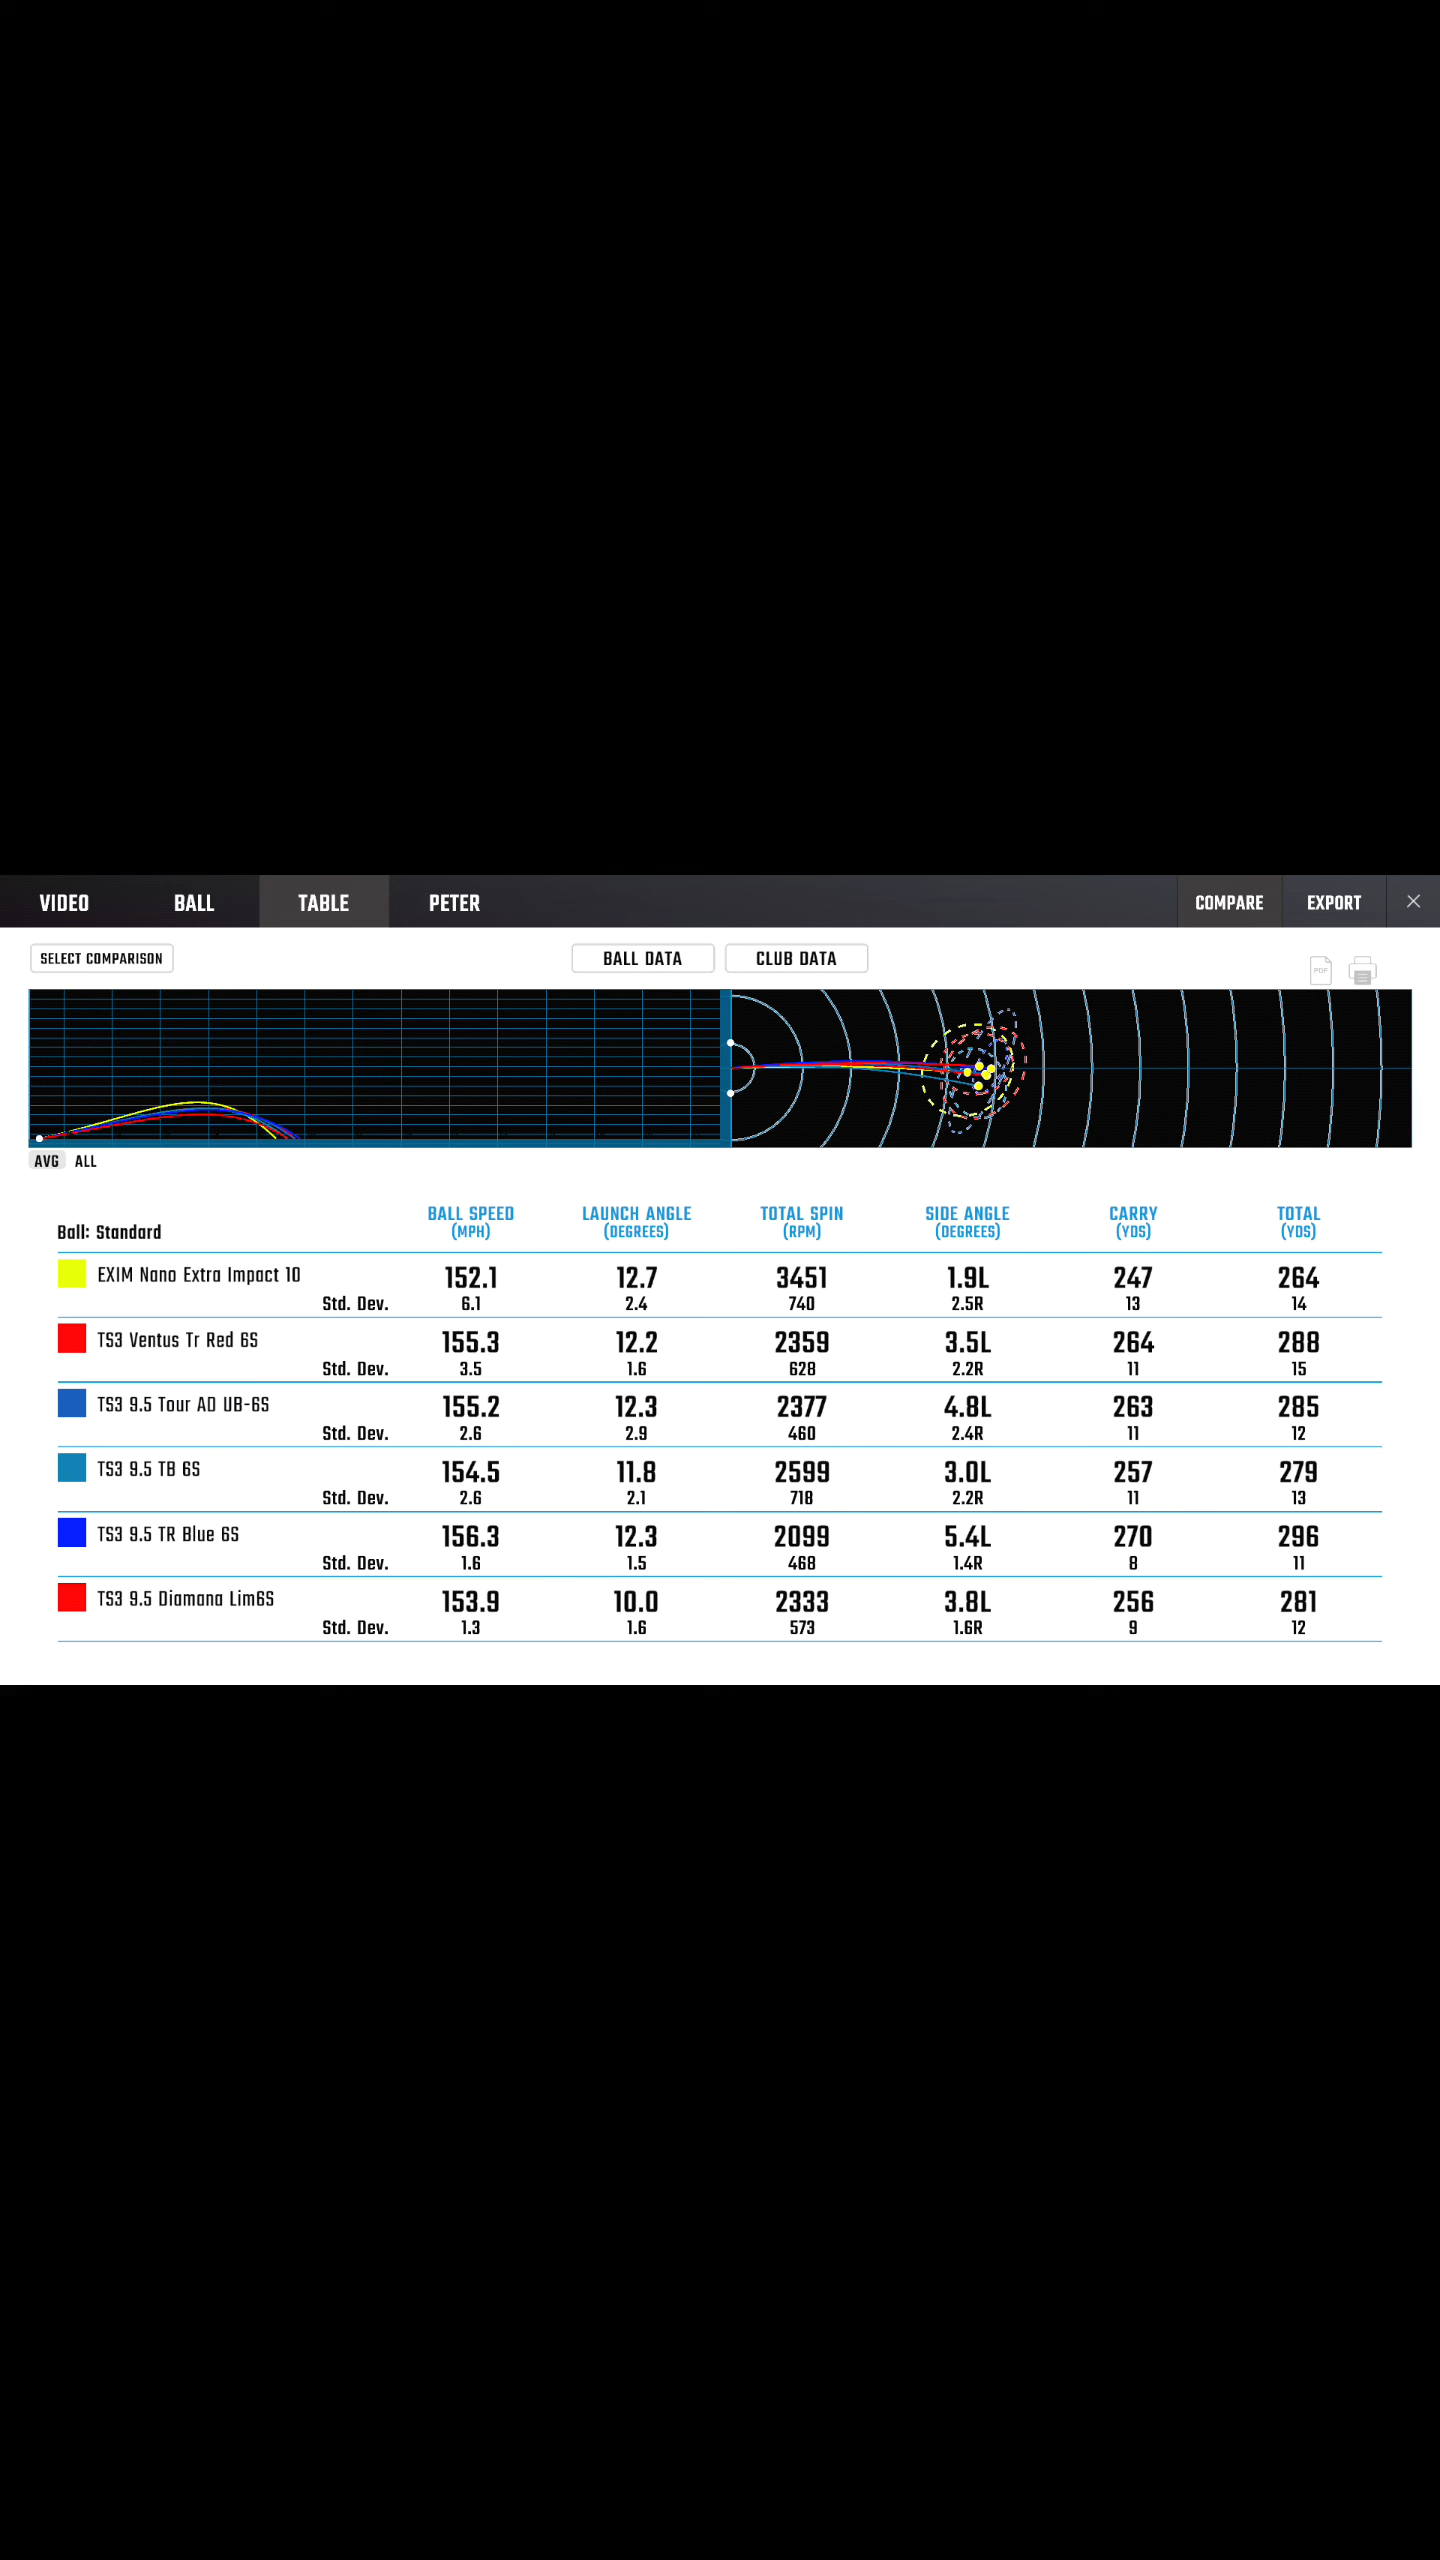 VIDEO BALL TABLE PETER COMPARE EXPORT ×
SELECT COMPARISON BALL DATA CLUB DATA
PDF
AVG ALL
Ball: Standard BALL SPEED (MPH) LAUNCH ANGLE (DEGREES) TOTAL SPIN (RPM) SIDE ANGLE (DEGREES) CARRY (YDS) TOTAL (YDS)
EXIM Nano Extra Impact 10 152.1 12.7 3451 1.9L 247 264
Std. Dev. 6.1 2.4 740 2.5R 13 14
TS3 Ventus Tr Red 6S 155.3 12.2 2359 3.5L 264 288
Std. Dev. 3.5 1.6 628 2.2R 11 15
TS3 9.5 Tour AD UB-6S 155.2 12.3 2377 4.8L 263 285
Std. Dev. 2.6 2.9 460 2.4R 11 12
TS3 9.5 TB 6S 154.5 11.8 2599 3.0L 257 279
Std. Dev. 2.6 2.1 718 2.2R 11 13
TS3 9.5 TR Blue 6S 156.3 12.3 2099 5.4L 270 296
Std. Dev. 1.6 1.5 468 1.4R 8 11
TS3 9.5 Diamana Lim6S 153.9 10.0 2333 3.8L 256 281
Std. Dev. 1.3 1.6 573 1.6R 9 12